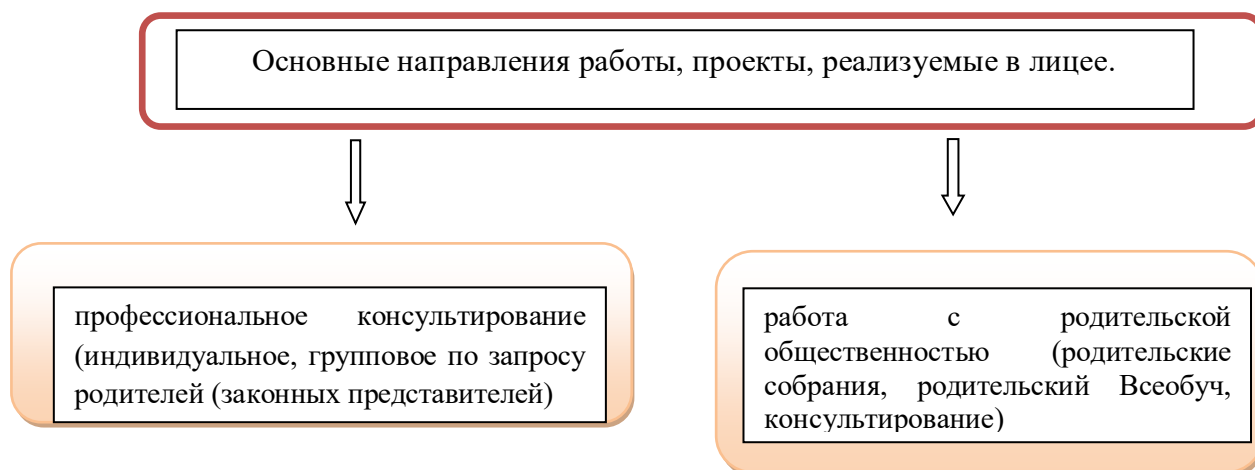 Основные направления работы, проекты, реализуемые в лицее.
профессиональное консультирование
(индивидуальное, групповое по запросу
родителей (законных представителей)
работа с родительской
общественностью (родительские
собрания, родительский Всеобуч,
консультирование)